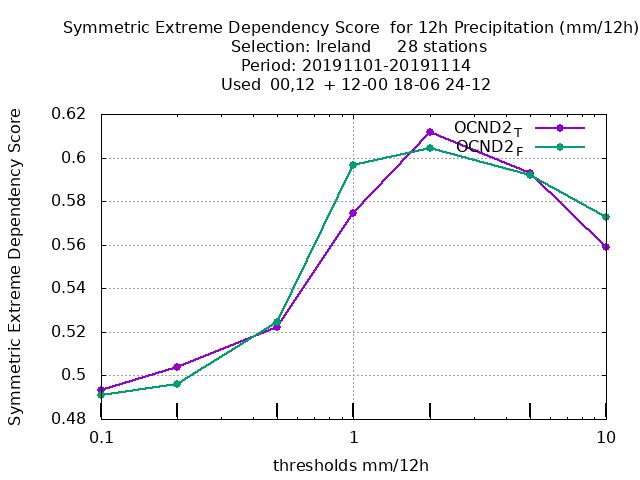 Symmetric Extreme Dependency Score  for 12h Precipitation (mm/12h)
Selection: Ireland     28 stations
Period: 20191101-20191114
Used  00,12  + 12-00 18-06 24-12
OCND2T
OCND2F
Symmetric Extreme Dependency Score
0.62
0.6
0.58
0.56
0.54
0.52
0.5
0.48
0.1 1 10
thresholds mm/12h